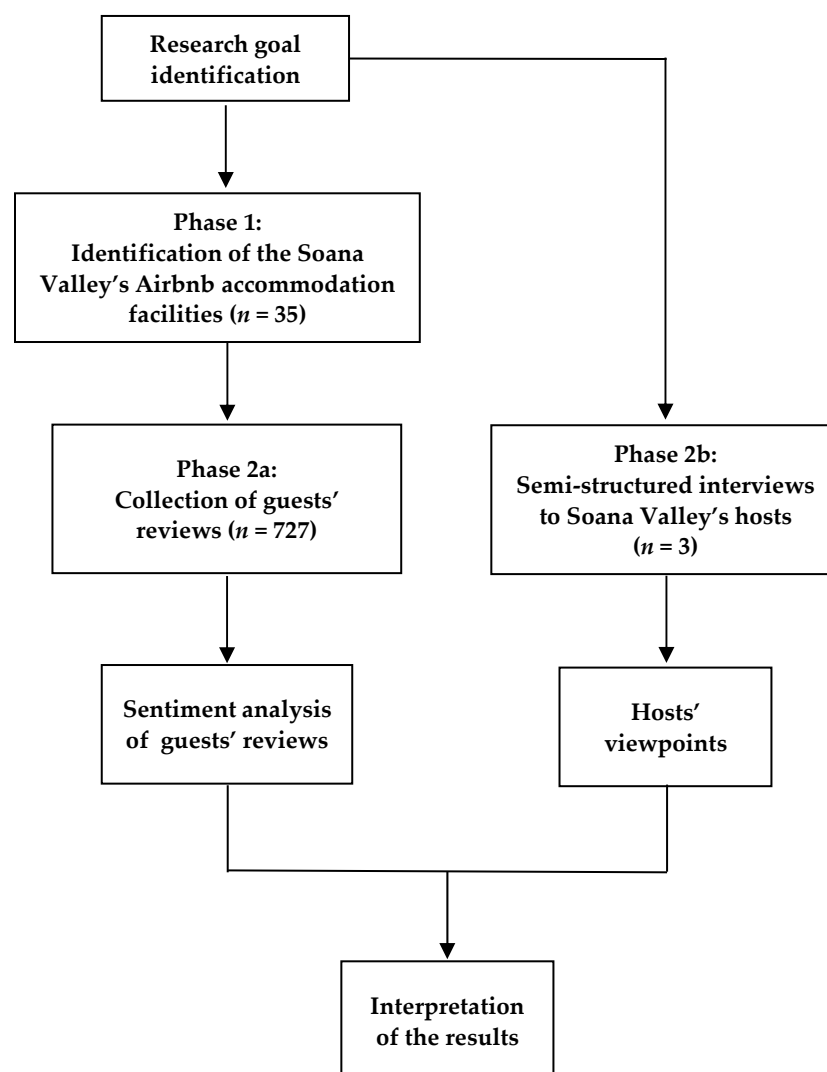 Research goal
identification
Phase 1:
Identification of the Soana
Valley’s Airbnb accommodation
facilities (n = 35)
Phase 2a:
Collection of guests’
reviews (n = 727)
Phase 2b:
Semi-structured interviews
to Soana Valley’s hosts
(n = 3)
Sentiment analysis
of guests’ reviews
Hosts’
viewpoints
Interpretation
of the results